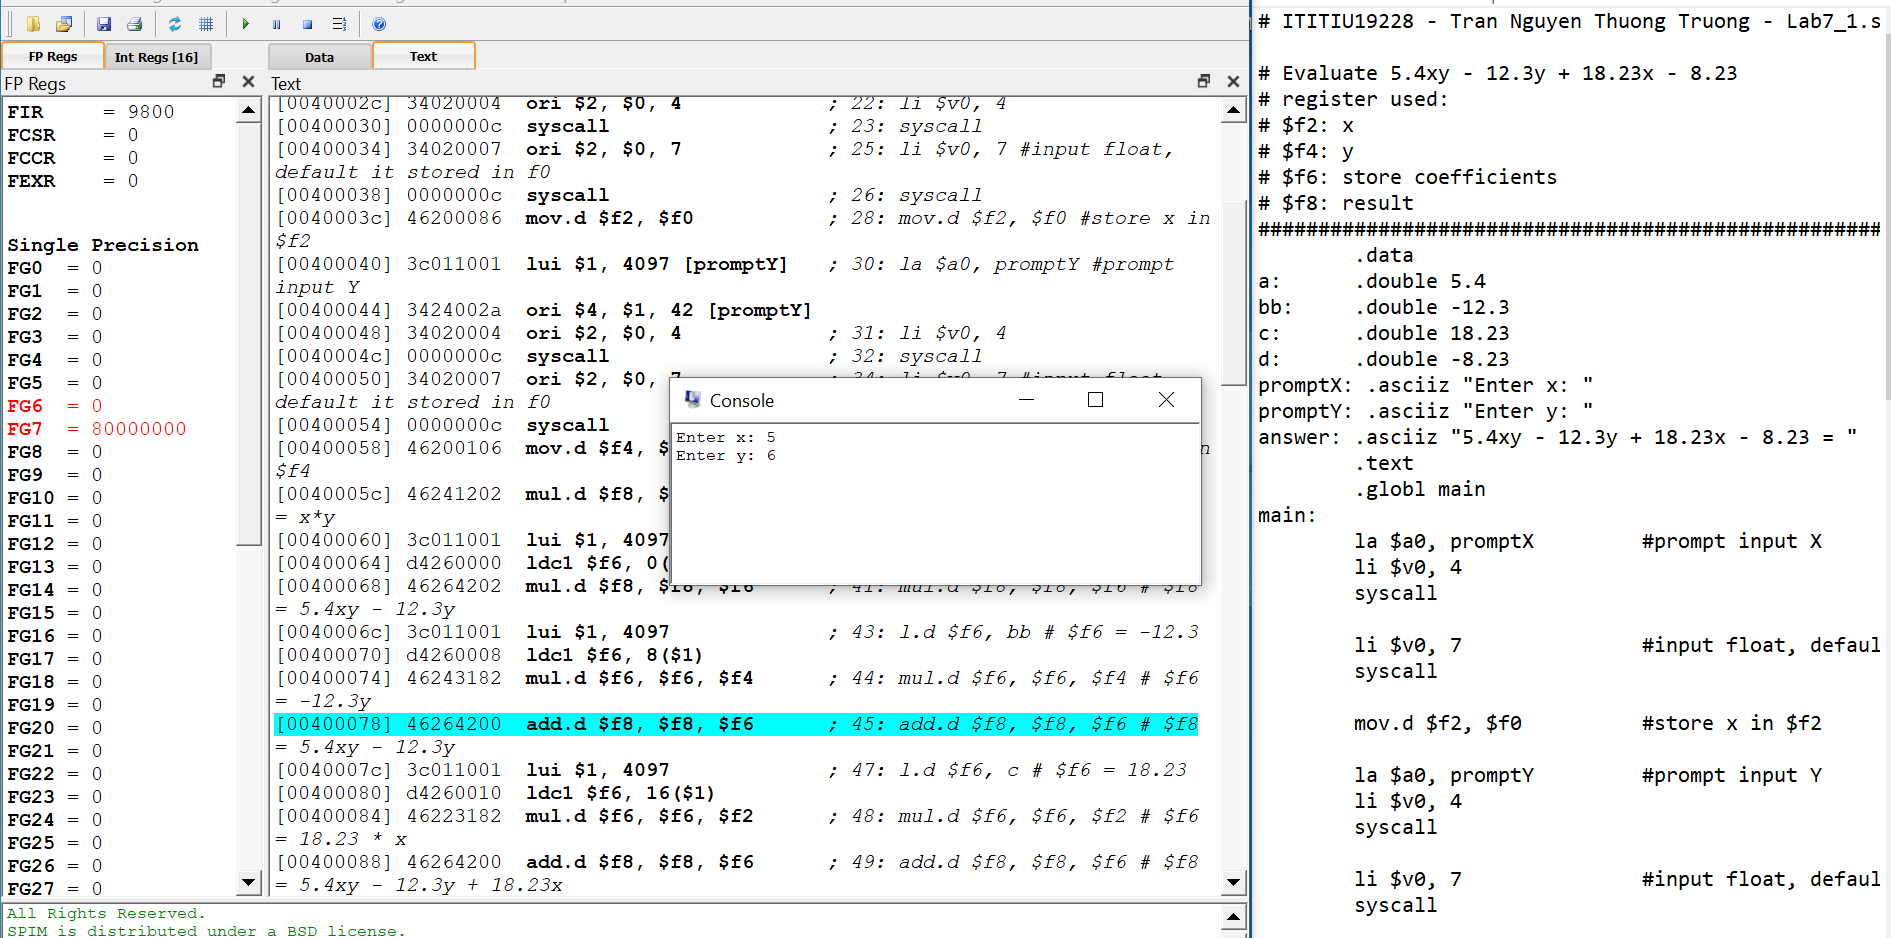 FP Regs
Int Regs [16]
Data
Text
FP Regs
FIR = 9800
FCSR = 0
FCCR = 0
FEXR = 0
Single Precision
FG0 = 0
FG1 = 0
FG2 = 0
FG3 = 0
FG4 = 0
FG5 = 0
FG6 = 0
FG7 = 80000000
FG8 = 0
FG9 = 0
FG10 = 0
FG11 = 0
FG12 = 0
FG13 = 0
FG14 = 0
FG15 = 0
FG16 = 0
FG17 = 0
FG18 = 0
FG19 = 0
FG20 = 0
FG21 = 0
FG22 = 0
FG23 = 0
FG24 = 0
FG25 = 0
FG26 = 0
FG27 = 0
Text
[0040002c] 34020004 ori $2, $0, 4 ; 22: li $v0, 4
[00400030] 0000000c syscall ; 23: syscall
[00400034] 34020007 ori $2, $0, 7 ; 25: li $v0, 7 #input float,
default it stored in f0
[00400038] 0000000c syscall ; 26: syscall
[0040003c] 46200086 mov.d $f2, $f0 ; 28: mov.d $f2, $f0 #store x in
$f2
[00400040] 3c011001 lui $1, 4097 [promptY] ; 30: la $a0, promptY #prompt
input Y
[00400044] 3424002a ori $4, $1, 42 [promptY]
[00400048] 34020004 ori $2, $0, 4 ; 31: li $v0, 4
[0040004c] 0000000c syscall ; 32: syscall
[00400050] 34020007 ori $2, $0, 7 ; 34: li $v0, 7 #input float,
default it stored in f0
[00400054] 0000000c syscall
[00400058] 46200106 mov.d $f4, $ n
$f4
[0040005c] 46241202 mul.d $f8, $
= x*y
[00400060] 3c011001 lui $1, 4097
[00400064] d4260000 ldc1 $f6, 0(
[00400068] 46264202 mul.d $f8, $f8, $f6 ; 41: mul.d $f8, $f8, $f6 # $f8
= 5.4xy - 12.3y
[0040006c] 3c011001 lui $1, 4097 ; 43: l.d $f6, bb # $f6 = -12.3
[00400070] d4260008 ldc1 $f6, 8($1)
[00400074] 46243182 mul.d $f6, $f6, $f4 ; 44: mul.d $f6, $f6, $f4 # $f6
= -12.3y
[00400078] 46264200 add.d $f8, $f8, $f6 ; 45: add.d $f8, $f8, $f6 # $f8
= 5.4xy - 12.3y
[0040007c] 3c011001 lui $1, 4097 ; 47: l.d $f6, c # $f6 = 18.23
[00400080] d4260010 ldc1 $f6, 16($1)
[00400084] 46223182 mul.d $f6, $f6, $f2 ; 48: mul.d $f6, $f6, $f2 # $f6
= 18.23 * x
[00400088] 46264200 add.d $f8, $f8, $f6 ; 49: add.d $f8, $f8, $f6 # $f8
= 5.4xy - 12.3y + 18.23x
Console
Enter x: 5
Enter y: 6
All Rights Reserved.
SPIM is distributed under a BSD license.
# ITITIU19228 - Tran Nguyen Thuong Truong - Lab7_1.s
# Evaluate 5.4xy - 12.3y + 18.23x - 8.23
# register used:
# $f2: x
# $f4: y
# $f6: store coefficients
# $f8: result
####################################################
.data
a: .double 5.4
bb: .double -12.3
c: .double 18.23
d: .double -8.23
promptX: .asciiz "Enter x: "
promptY: .asciiz "Enter y: "
answer: .asciiz "5.4xy - 12.3y + 18.23x - 8.23 = "
.text
.globl main
main:
la $a0, promptX #prompt input X
li $v0, 4
syscall
li $v0, 7 #input float, defaul
syscall
mov.d $f2, $f0 #store x in $f2
la $a0, promptY #prompt input Y
li $v0, 4
syscall
li $v0, 7 #input float, defaul
syscall